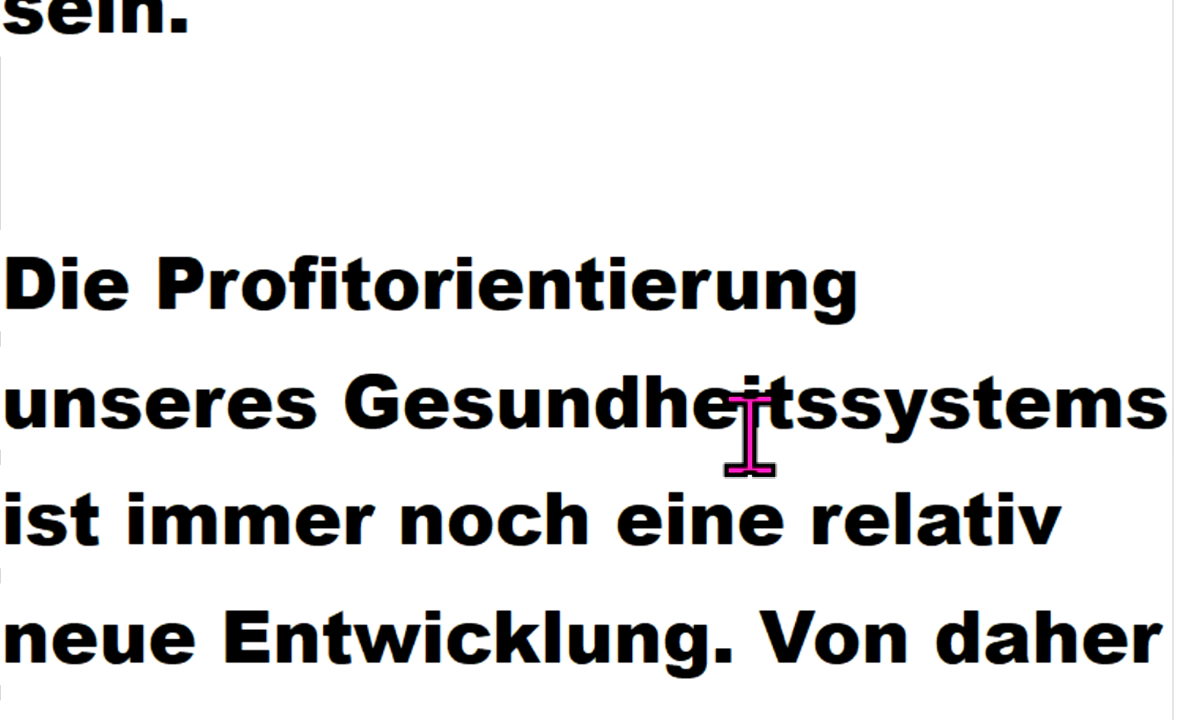 sein.
Die Profitorientierung
unseres Gesundheitssystems
ist immer noch eine relativ
neue Entwicklung. Von daher